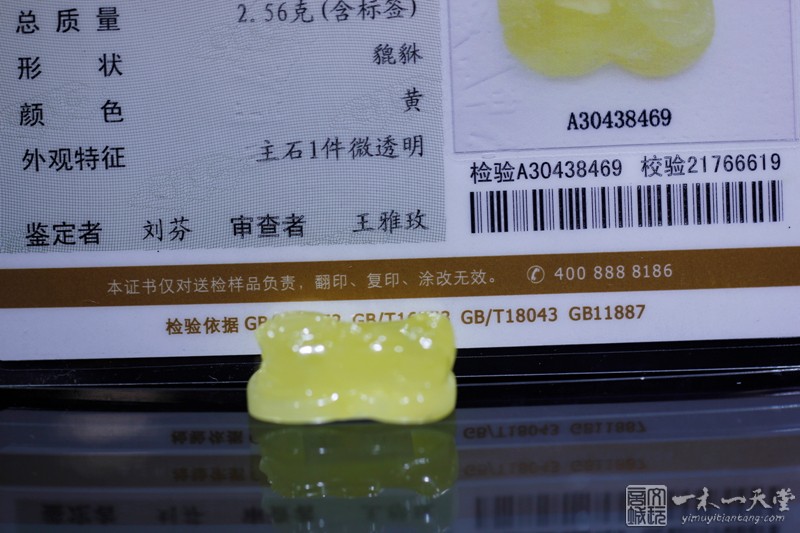 总质量 2.56克(含标签)
形状 貔貅
颜色 黄
外观特征 主石1件微透明
鉴定者 刘芬 审查者 王雅玫
A30438469
检验A30438469 校验21766619
本证书仅对送检样品负责，翻印、复印、涂改无效。 400 888 8186
检验依据 GB/T18043 GB11887
一木一天堂
yimuyitiantang.com